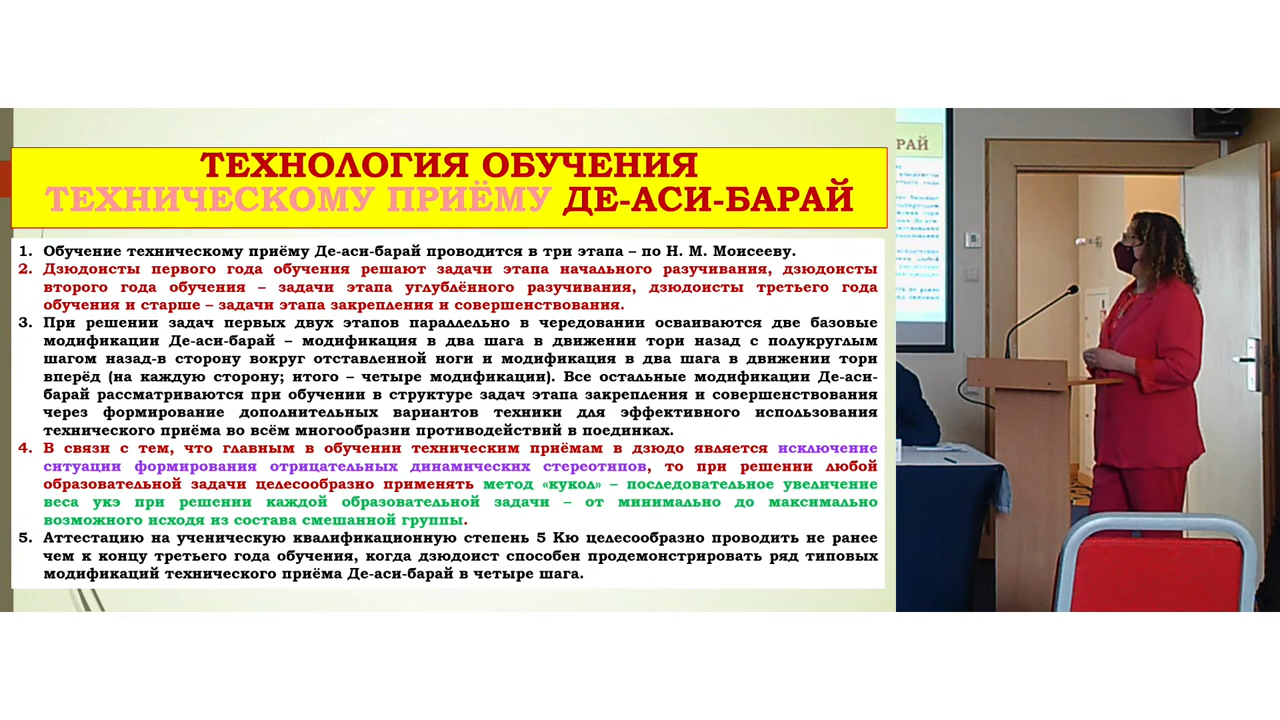 ТЕХНОЛОГИЯ ОБУЧЕНИЯ
ТЕХНИЧЕСКОМУ ПРИЁМУ ДЕ-АСИ-БАРАЙ
1. Обучение техническому приёму Де-аси-барай проводится в три этапа – по Н. М. Моисееву.
2. Дзюдоисты первого года обучения решают задачи этапа начального разучивания, дзюдоисты
второго года обучения – задачи этапа углублённого разучивания, дзюдоисты третьего года
обучения и старше – задачи этапа закрепления и совершенствования.
3. При решении задач первых двух этапов параллельно в чередовании осваиваются две базовые
модификации Де-аси-барай – модификация в два шага в движении тори назад с полукруглым
шагом назад-в сторону вокруг отставленной ноги и модификация в два шага в движении тори
вперёд (на каждую сторону; итого – четыре модификации). Все остальные модификации Де-аси-
барай рассматриваются при обучении в структуре задач этапа закрепления и совершенствования
через формирование дополнительных вариантов техники для эффективного использования
технического приёма во всём многообразии противодействий в поединках.
4. В связи с тем, что главным в обучении техническим приёмам в дзюдо является исключение
ситуации формирования отрицательных динамических стереотипов, то при решении любой
образовательной задачи целесообразно применять метод «кукол» – последовательное увеличение
веса укэ при решении каждой образовательной задачи – от минимально до максимально
возможного исходя из состава смешанной группы.
5. Аттестацию на ученическую квалификационную степень 5 Кю целесообразно проводить не ранее
чем к концу третьего года обучения, когда дзюдоист способен продемонстрировать ряд типовых
модификаций технического приёма Де-аси-барай в четыре шага.
РАЙ